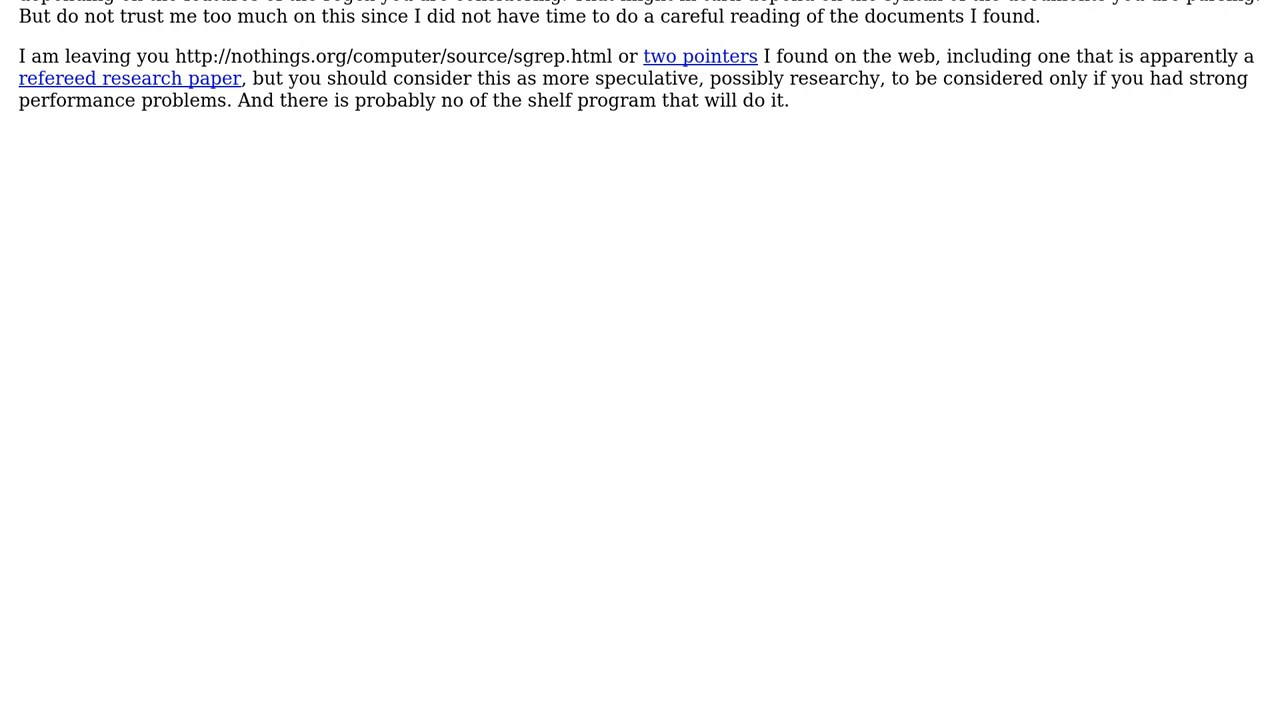 But do not trust me too much on this since I did not have time to do a careful reading of the documents I found.
I am leaving you http://nothings.org/computer/source/sgrep.html or two pointers I found on the web, including one that is apparently a
refereed research paper, but you should consider this as more speculative, possibly researchy, to be considered only if you had strong
performance problems. And there is probably no of the shelf program that will do it.